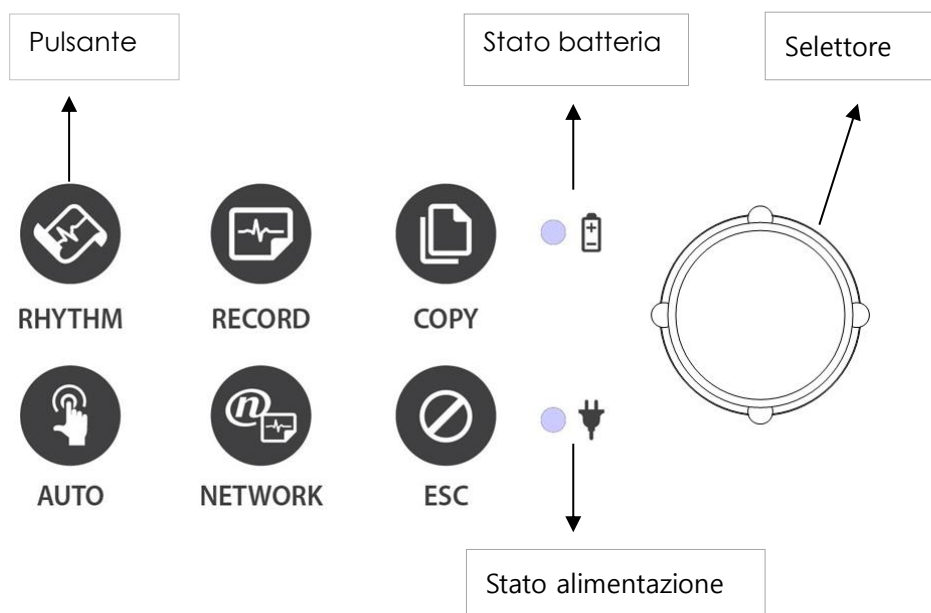 Pulsante
Stato batteria
Selettore
RHYTHM
RECORD
COPY
AUTO
NETWORK
ESC
Stato alimentazione